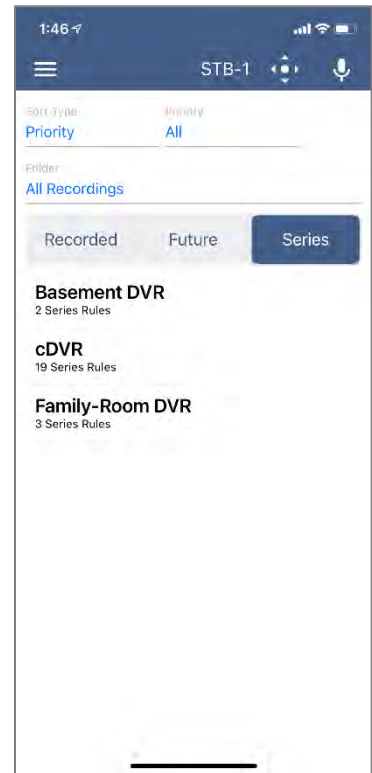 1:46
STB-1
Sort Type Priority
Priority All
Folder
All Recordings
Recorded Future Series
Basement DVR
2 Series Rules
cDVR
19 Series Rules
Family-Room DVR
3 Series Rules